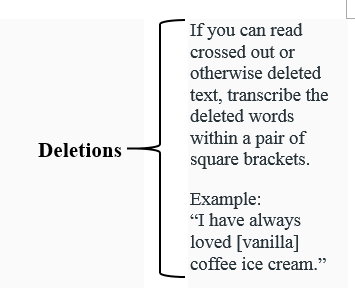 Deletions
If you can read
crossed out or
otherwise deleted
text, transcribe the
deleted words
within a pair of
square brackets.
Example:
“I have always
loved [vanilla]
coffee ice cream.”